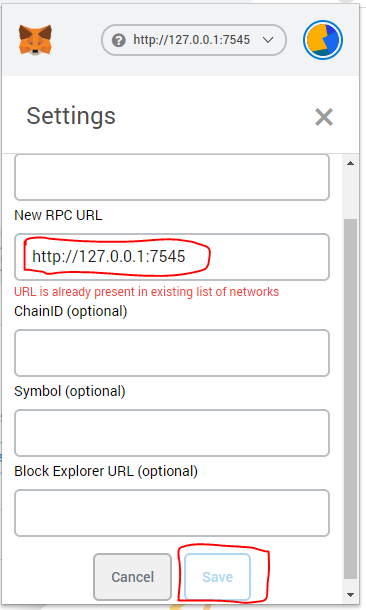 http://127.0.0.1:7545
Settings
New RPC URL
http://127.0.0.1:7545
URL is already present in existing list of networks
ChainID (optional)
Symbol (optional)
Block Explorer URL (optional)
Cancel
Save